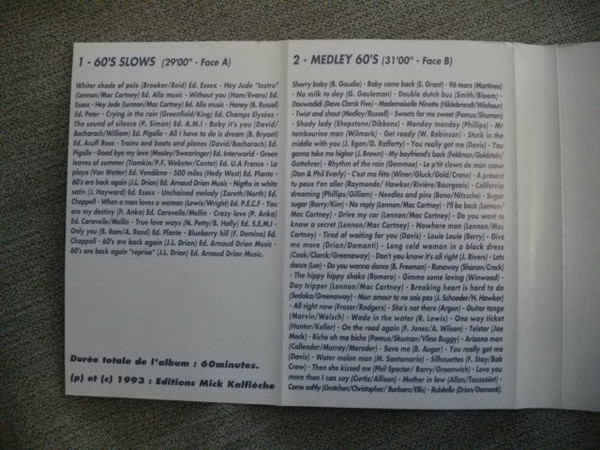 1 - 60'S SLOWS (29'00" - Face A)
Whiter shade of pale (Brooker/Reid) Ed. Essex - Hey Jude "Instru"
(Lennon/Mac Cartney) Ed. Allo music - Without you (Ham/Evans) Ed.
Essex - Hey Jude (Lennon/Mac Cartney) Ed. Allo music - Honey (B. Russell)
Ed. Peter - Crying in the rain (Greenfield/King) Ed. Champs Elysées -
The sound of silence (P. Simon) Ed. A.M.I - Baby it's you (David/
Bacharach/William) Ed. Pigalle - All I have to do is dream (B. Bryant)
Ed. Acuff Rose - Trains and boats and planes (David/Bacharach) Ed.
Pigalle - Good bye my love (Mosley/Swearinger) Ed. Interworld - Green
leaves of summer (Tiomkin/P.F. Webster/Contet) Ed. U.A France - La
playa (Van Wetter) Ed. Vendôme - 500 miles (Hedy West) Ed. Plante -
60's are back again (J.L. Drion) Ed. Arnaud Drion Music - Nigths in white
satin (J. Hayward) Ed. Essex - Unchained melody (Zareth/North) Ed.
Chappell - When a man loves a woman (Lewis/Wright) Ed. P.E.C.F - You
are my destiny (P. Anka) Ed. Caravelle/Mellin - Crazy love (P. Anka)
Ed. Caravelle/Mellin - True love ways (N. Petty/B. Holly) Ed. S.E.M.I -
Only you (B. Ram/A. Rand) Ed. Plante - Blueberry hill (F. Domino) Ed.
Chappell - 60's are back again (J.L. Drion) Ed. Arnaud Drion Music -
60's are back again "reprise" (J.L. Drion) Ed. Arnaud Drion Music.
Durée totale de l'album : 60minutes.
(p) et (c) 1993 : Editions Mick Kalflèche
2 - MEDLEY 60'S (31'00" - Face B)
Sherry baby (B. Gaudio) - Baby come back (E. Grant) - 96 tears (Martinez)
- No milk to day (G. Gouleman) - Double dutch bus (Smith/Bloom) -
Douwadidi (Dave Clark Five) - Mademoiselle Ninette (Hildebrandt/Winhour)
- Twist and shout (Medley/Russell) - Sweets for me sweet (Pomus/Shuman)
- Shady lady (Shepstone/Dibbens) - Monday monday (Phillips) - Mr
tambourine man (Wilmark) - Get ready (W. Robinson) - Stuck in the
middle with you (J. Egan/G. Rafferty) - You really got me (Davis) - You
gonna take me higher (J. Brown) - My boyfriend's back (Feldman/Goldstein/
Gottehrer) - Rhythm of the rain (Gemmoe) - Le p'tit clown de mon cœur
(Don & Phil Everly) - C'est ma fête (Winer/Gluck/Gold/Crane) - A présent
tu peux t'en aller (Raymonde/ Hawker/Rivière/Bourgeois) - California
dreaming (Phillips/Gilliam) - Needles and pins (Bono/Nitzsche) - Sugar
sugar (Barry/Kim) - No reply (Lennon/Mac Cartney) - I'll be back (Lennon/
Mac Cartney) - Drive my car (Lennon/Mac Cartney) - Do you want to
know a secret (Lennon/Mac Cartney) - Nowhere man (Lennon/Mac
Cartney) - Tired of waiting for you (Davis) - Louie Louie (Berry) - Give
me more (Drion/Damanti) - Long cold woman in a black dress
(Cook/Clarck/Greenaway) - Don't you know it's all right (J. Rivers) - Lets
dance (Lee) - Do you wanna dance (B. Freeman) - Runaway (Shanon/Crack) -
The hippy hippy shake (Romero) - Gimme some loving (Winwood) -
Day tripper (Lennon/Mac Cartney) - Breaking heart is hard to do
(Sedaka/Greenaway) - Mon amour tu ne sais pas (J. Schoeder/H. Hawker)
- All right now (Fraser/Rodgers) - She's not there (Argen) - Guitar tango
(Marvin/Welsch) - Wade in the water (R. Lewis) - One way ticket
(Hunter/Keller) - On the road again (F. Jones/A. Wilson) - Telstar (Joe
Meek) - Biche oh ma biche (Pomus/Shuman/Vline Buggy) - Arizona man
(Callender/Murray/Moroder) - Save me (B. Augar) - You really got me
(Davis) - Water melon man (M. Santamaria) - Silhouettes (F. Stay/Bob
Crew) - Then she kissed me (Phil Spector/Barry/Greenwich) - Love you
more than I can say (Curtis/Allison) - Mother in law (Allan/Toussaint) -
Come softly (Gretchen/Christopher/ Barbara/Ellis) - (Drion/Damanti).